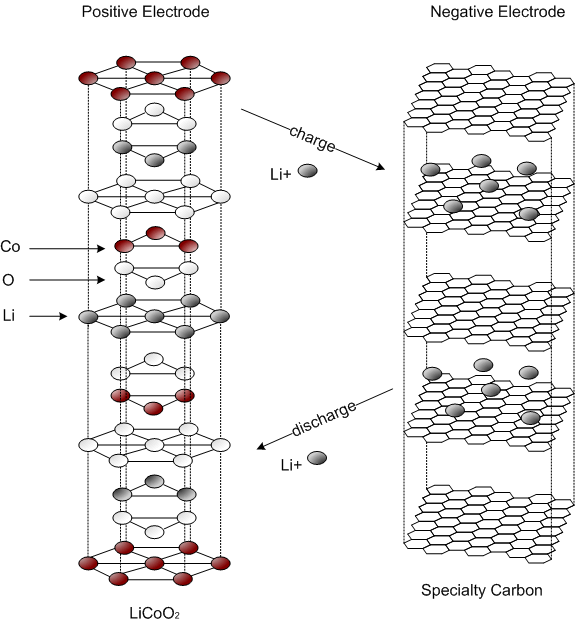 Positive Electrode
Negative Electrode
charge
Li+
Co
O
Li
discharge
Li+
Specialty Carbon
LiCoO₂